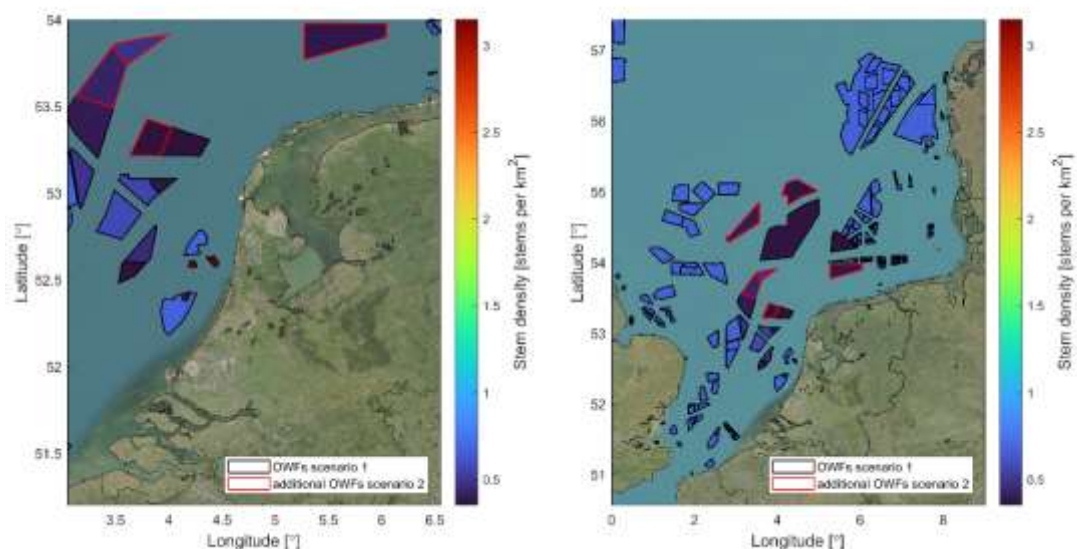 54
53.5
53
52.5
52
51.5
3.5 4 4.5 5 5.5 6 6.5
Longitude [°]
Latitude [°]
OWFs scenario 1
additional OWFs scenario 2
3
2.5
2
1.5
1
0.5
Stem density [stems per km²]
57
56
55
54
53
52
51
0 2 4 6 8
Longitude [°]
Latitude [°]
OWFs scenario 1
additional OWFs scenario 2
3
2.5
2
1.5
1
0.5
Stem density [stems per km²]